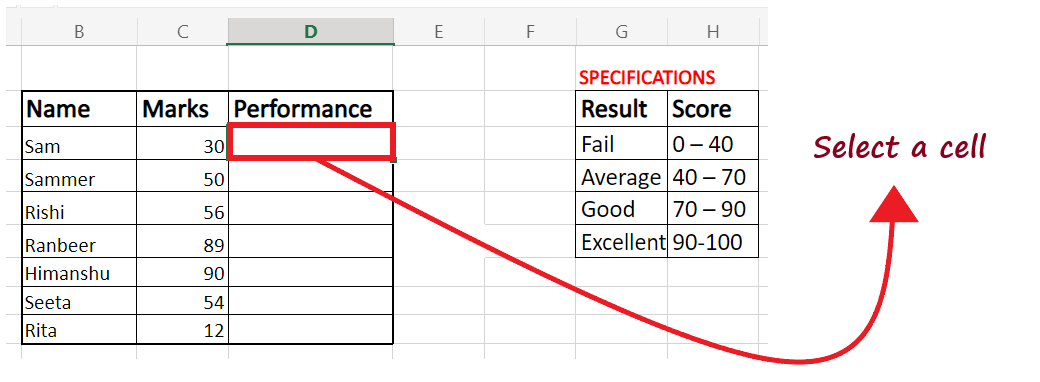 B C D E F G H
SPECIFICATIONS
Name Marks Performance Result Score
Sam 30 Fail 0 – 40
Sammer 50 Average 40 – 70
Rishi 56 Good 70 – 90
Ranbeer 89 Excellent 90-100
Himanshu 90
Seeta 54
Rita 12
Select a cell